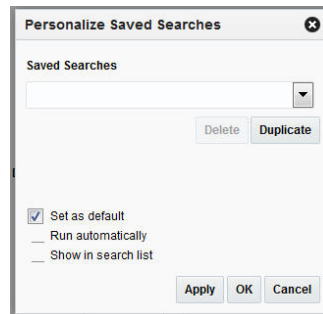 Personalize Saved Searches
Saved Searches
Delete Duplicate
Set as default
Run automatically
Show in search list
Apply OK Cancel